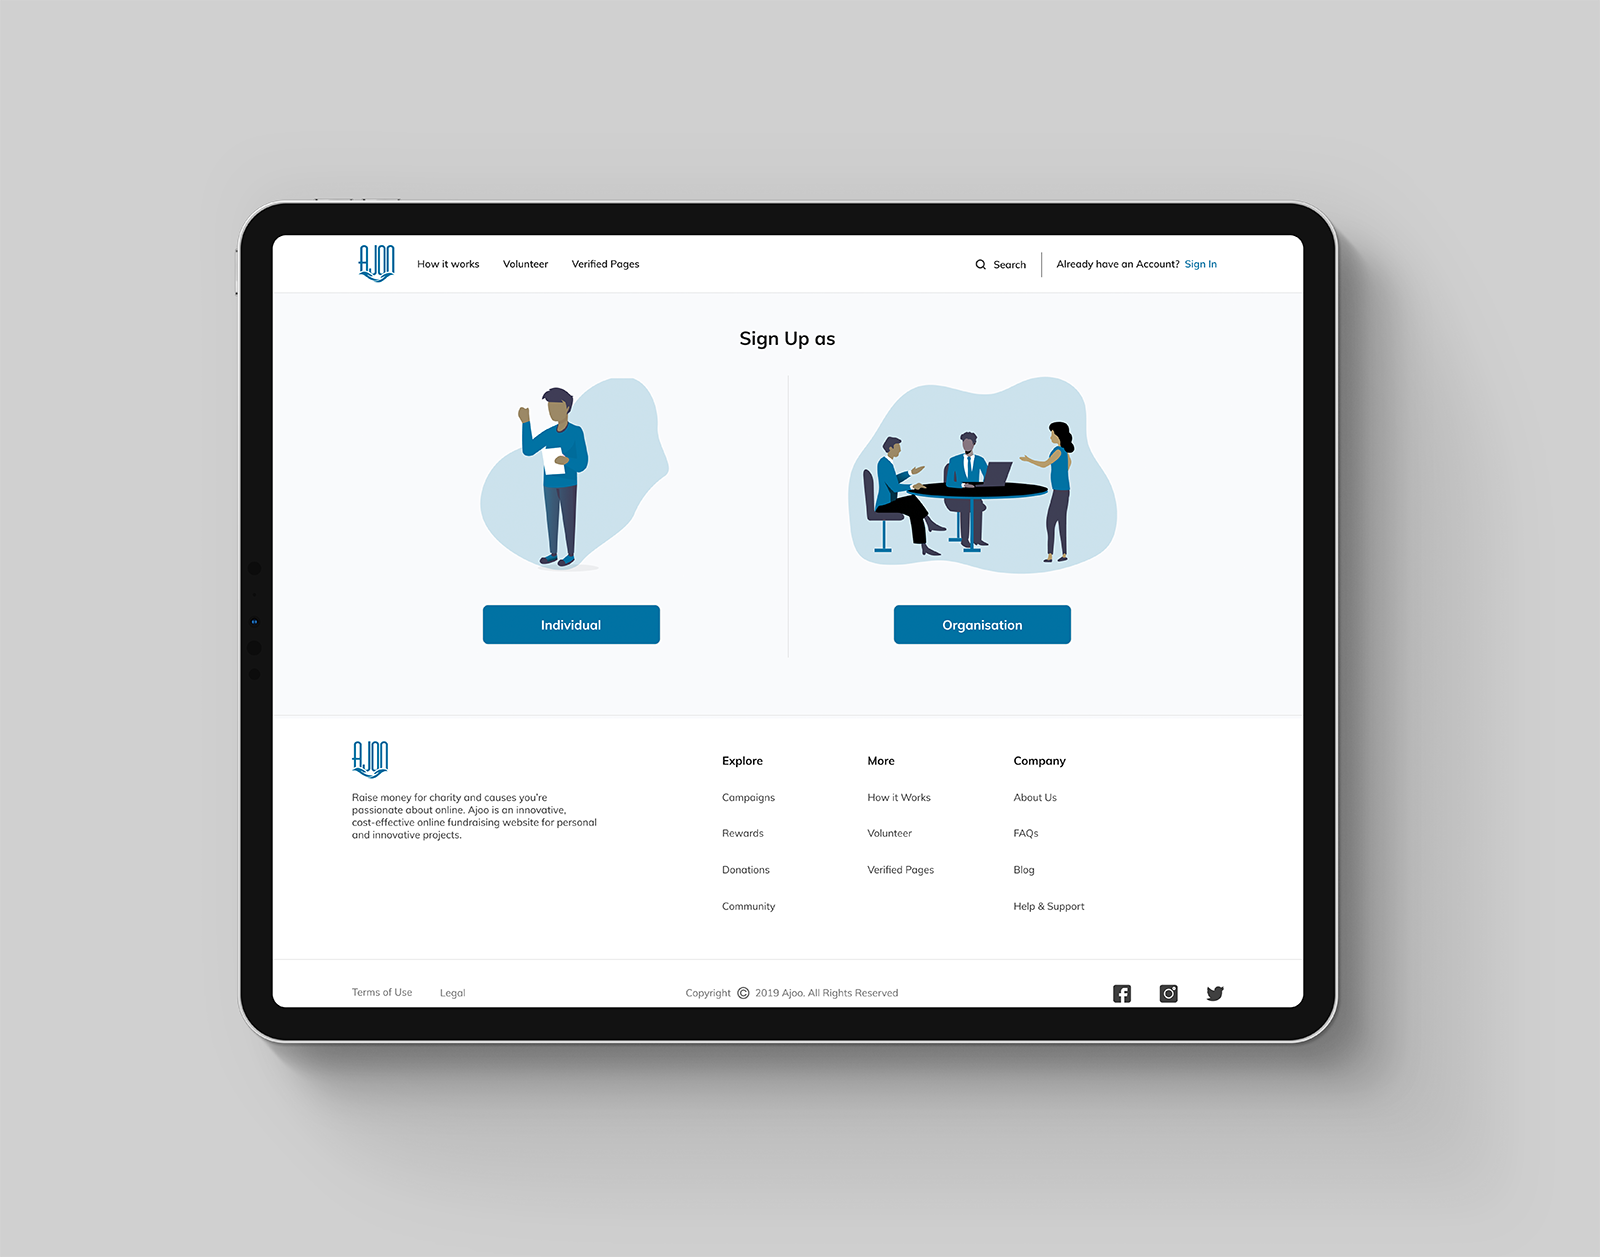 AJOO
How it works Volunteer Verified Pages Search Already have an Account? Sign In
Sign Up as
Individual Organisation
AJOO
Raise money for charity and causes you're
passionate about online. Ajoo is an innovative,
cost-effective online fundraising website for personal
and innovative projects.
Explore
Campaigns
Rewards
Donations
Community
More
How it Works
Volunteer
Verified Pages
Company
About Us
FAQs
Blog
Help & Support
Terms of Use Legal Copyright © 2019 Ajoo. All Rights Reserved